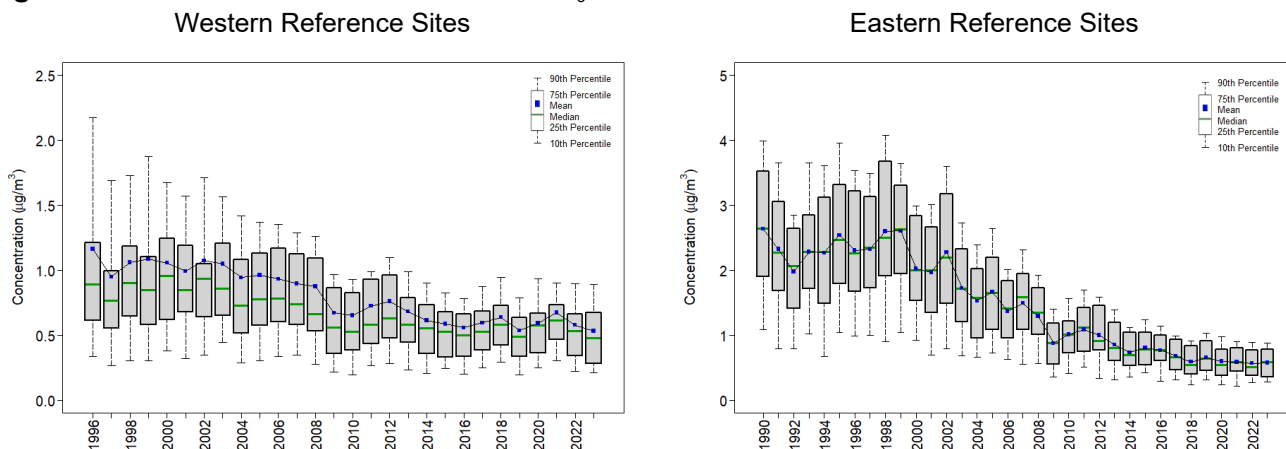 Western Reference Sites
Eastern Reference Sites
2.5
2.0
1.5
1.0
0.5
0.0
Concentration (µg/m³)
90th Percentile
75th Percentile
Mean
Median
25th Percentile
10th Percentile
1996
1998
2000
2002
2004
2006
2008
2010
2012
2014
2016
2018
2020
2022
5
4
3
2
1
0
Concentration (µg/m³)
90th Percentile
75th Percentile
Mean
Median
25th Percentile
10th Percentile
1990
1992
1994
1996
1998
2000
2002
2004
2006
2008
2010
2012
2014
2016
2018
2020
2022